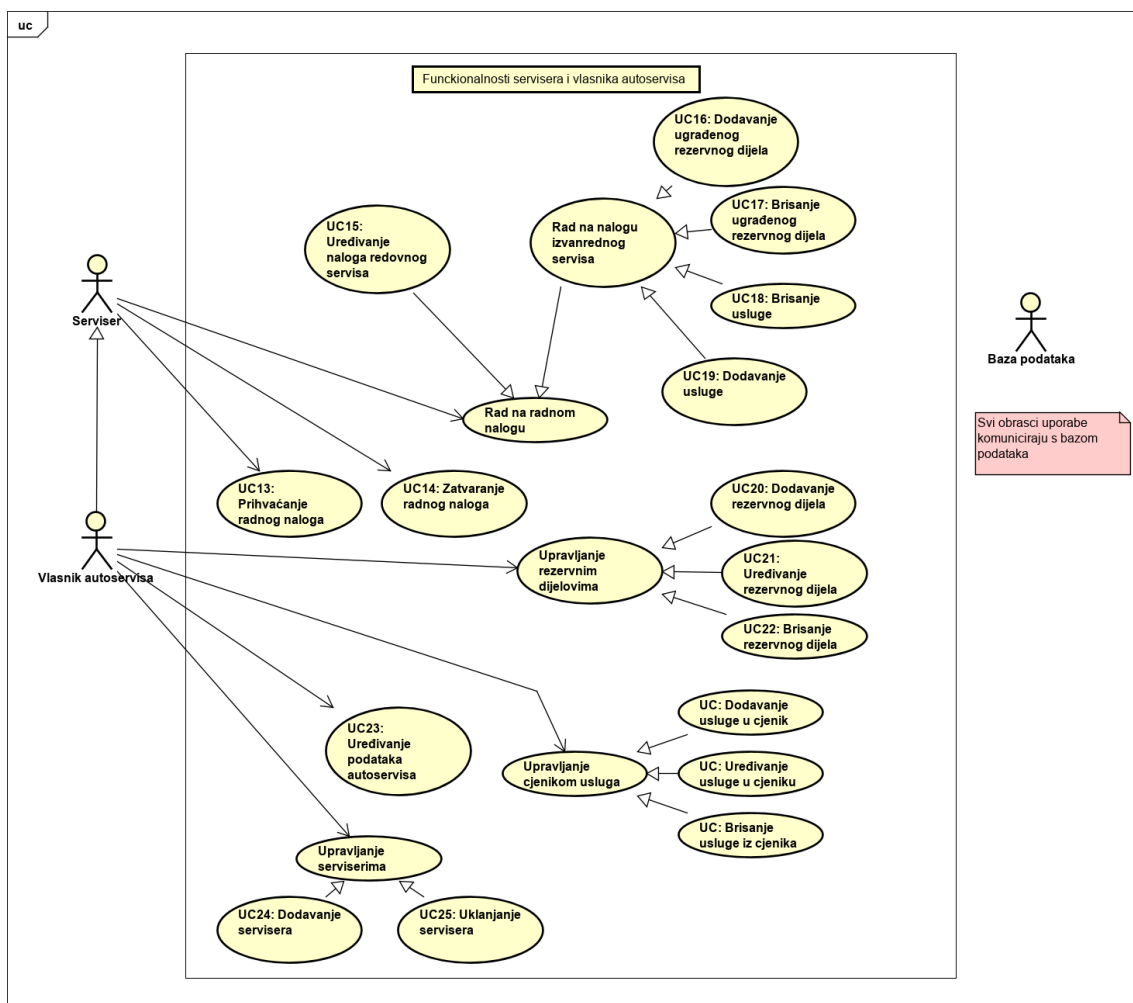 uc
Funckionalnosti servisera i vlasnika autoservisa
UC16: Dodavanje
ugrađenog
rezervnog dijela
UC17: Brisanje
ugrađenog
rezervnog dijela
UC15:
Uređivanje
naloga redovnog
servisa
Rad na nalogu
izvanrednog
servisa
UC18: Brisanje
usluge
Serviser
Baza podataka
UC19: Dodavanje
usluge
Rad na radnom
nalogu
Svi obrasci uporabe
komuniciraju s bazom
podataka
UC13:
Prihvaćanje
radnog naloga
UC14: Zatvaranje
radnog naloga
UC20: Dodavanje
rezervnog dijela
Vlasnik autoservisa
Upravljanje
rezervnim
dijelovima
UC21:
Uređivanje
rezervnog dijela
UC22: Brisanje
rezervnog dijela
UC23:
Uređivanje
podataka
autoservisa
UC: Dodavanje
usluge u cjenik
Upravljanje
cjenikom usluga
UC: Uređivanje
usluge u cjeniku
UC: Brisanje
usluge iz cjenika
Upravljanje
serviserima
UC24: Dodavanje
servisera
UC25: Uklanjanje
servisera